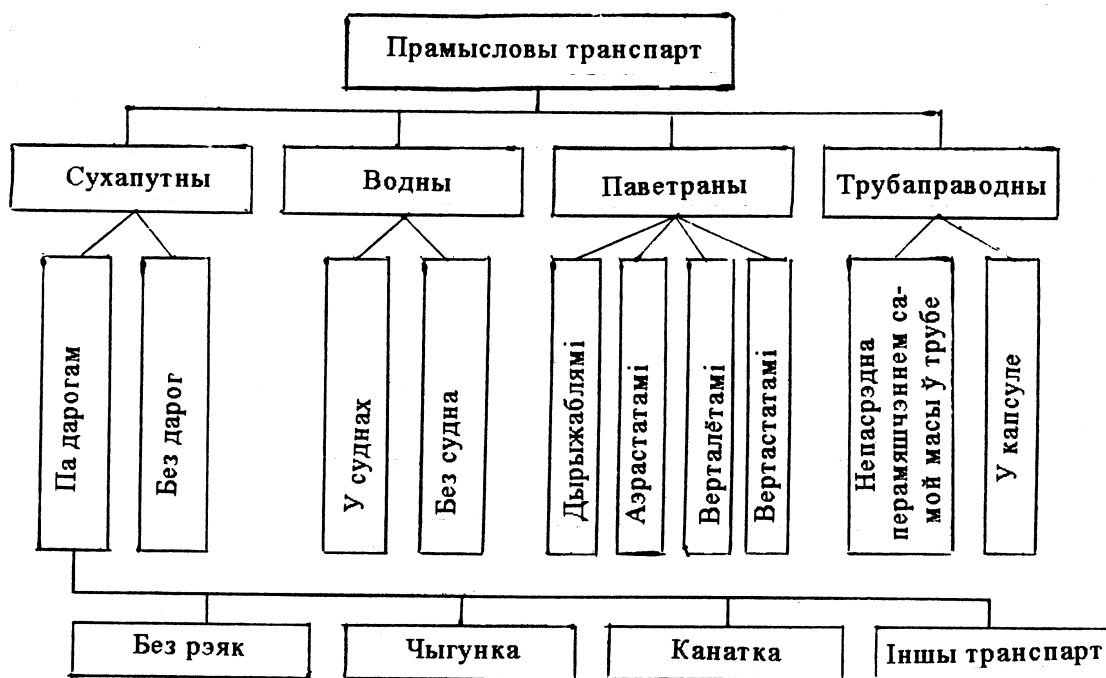 Прамысловы транспарт
Сухапутны
Водны
Паветраны
Трубаправодны
Па дарогам
Без дарог
У суднах
Без судна
Дырыжаблямі
Аэрастатамі
Верталётамі
Вертастатамі
Непасрэдна
перамяшчэннем са-
мой масы ў трубе
У капсуле
Без рэяк
Чыгунка
Канатка
Іншы транспарт